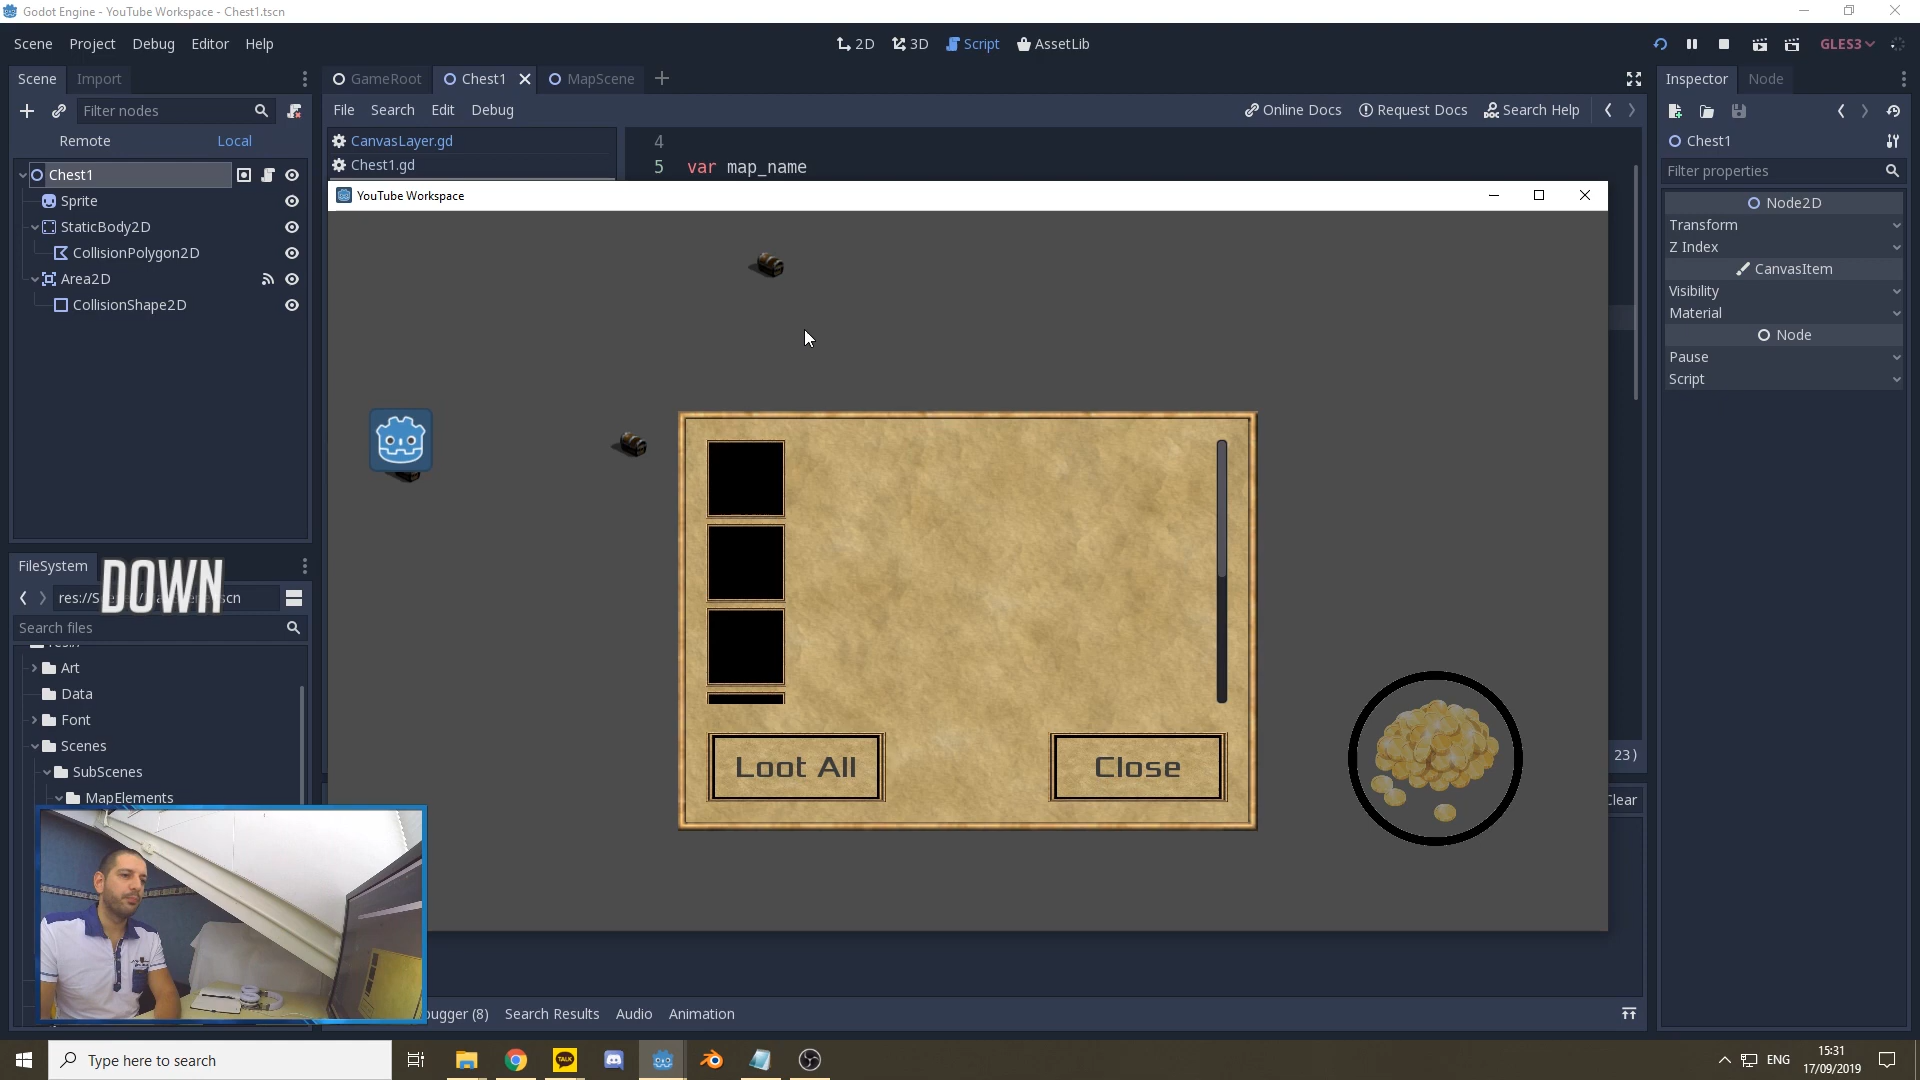 Godot Engine - YouTube Workspace - Chest1.tscn
Scene Project Debug Editor Help
2D 3D Script AssetLib
GLES3
Scene Import
GameRoot Chest1 MapScene
Inspector Node
Filter nodes
File Search Edit Debug
Online Docs Request Docs Search Help
Remote Local
CanvasLayer.gd
4
Chest1
Chest1.gd
5 var map_name
Filter properties
Chest1
YouTube Workspace
Sprite
StaticBody2D
CollisionPolygon2D
Area2D
CollisionShape2D
Node2D
Transform
Z Index
CanvasItem
Visibility
Material
Node
Pause
Script
FileSystem
DOWN
Search files
Art
Data
Font
Scenes
SubScenes
MapElements
Loot All
Close
23)
Clear
ugger (8) Search Results Audio Animation
Type here to search
TALK
ENG
15:31
17/09/2019